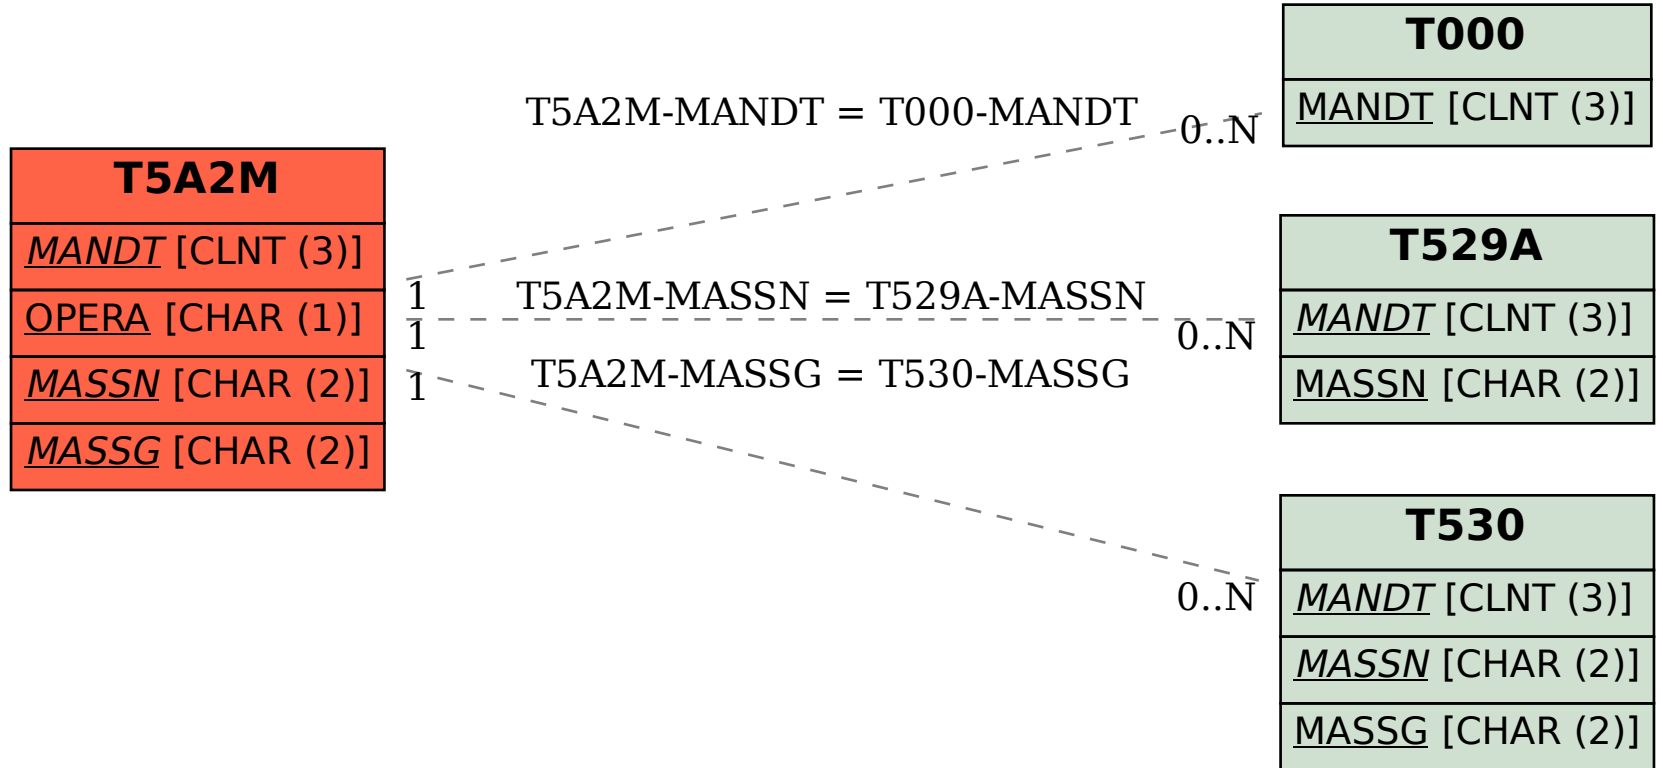 T5A2M
MANDT [CLNT (3)]
OPERA [CHAR (1)]
MASSN [CHAR (2)]
MASSG [CHAR (2)]
T5A2M-MANDT = T000-MANDT
1
0..N
T5A2M-MASSN = T529A-MASSN
1
0..N
T5A2M-MASSG = T530-MASSG
1
0..N
T000
MANDT [CLNT (3)]
T529A
MANDT [CLNT (3)]
MASSN [CHAR (2)]
T530
MANDT [CLNT (3)]
MASSN [CHAR (2)]
MASSG [CHAR (2)]